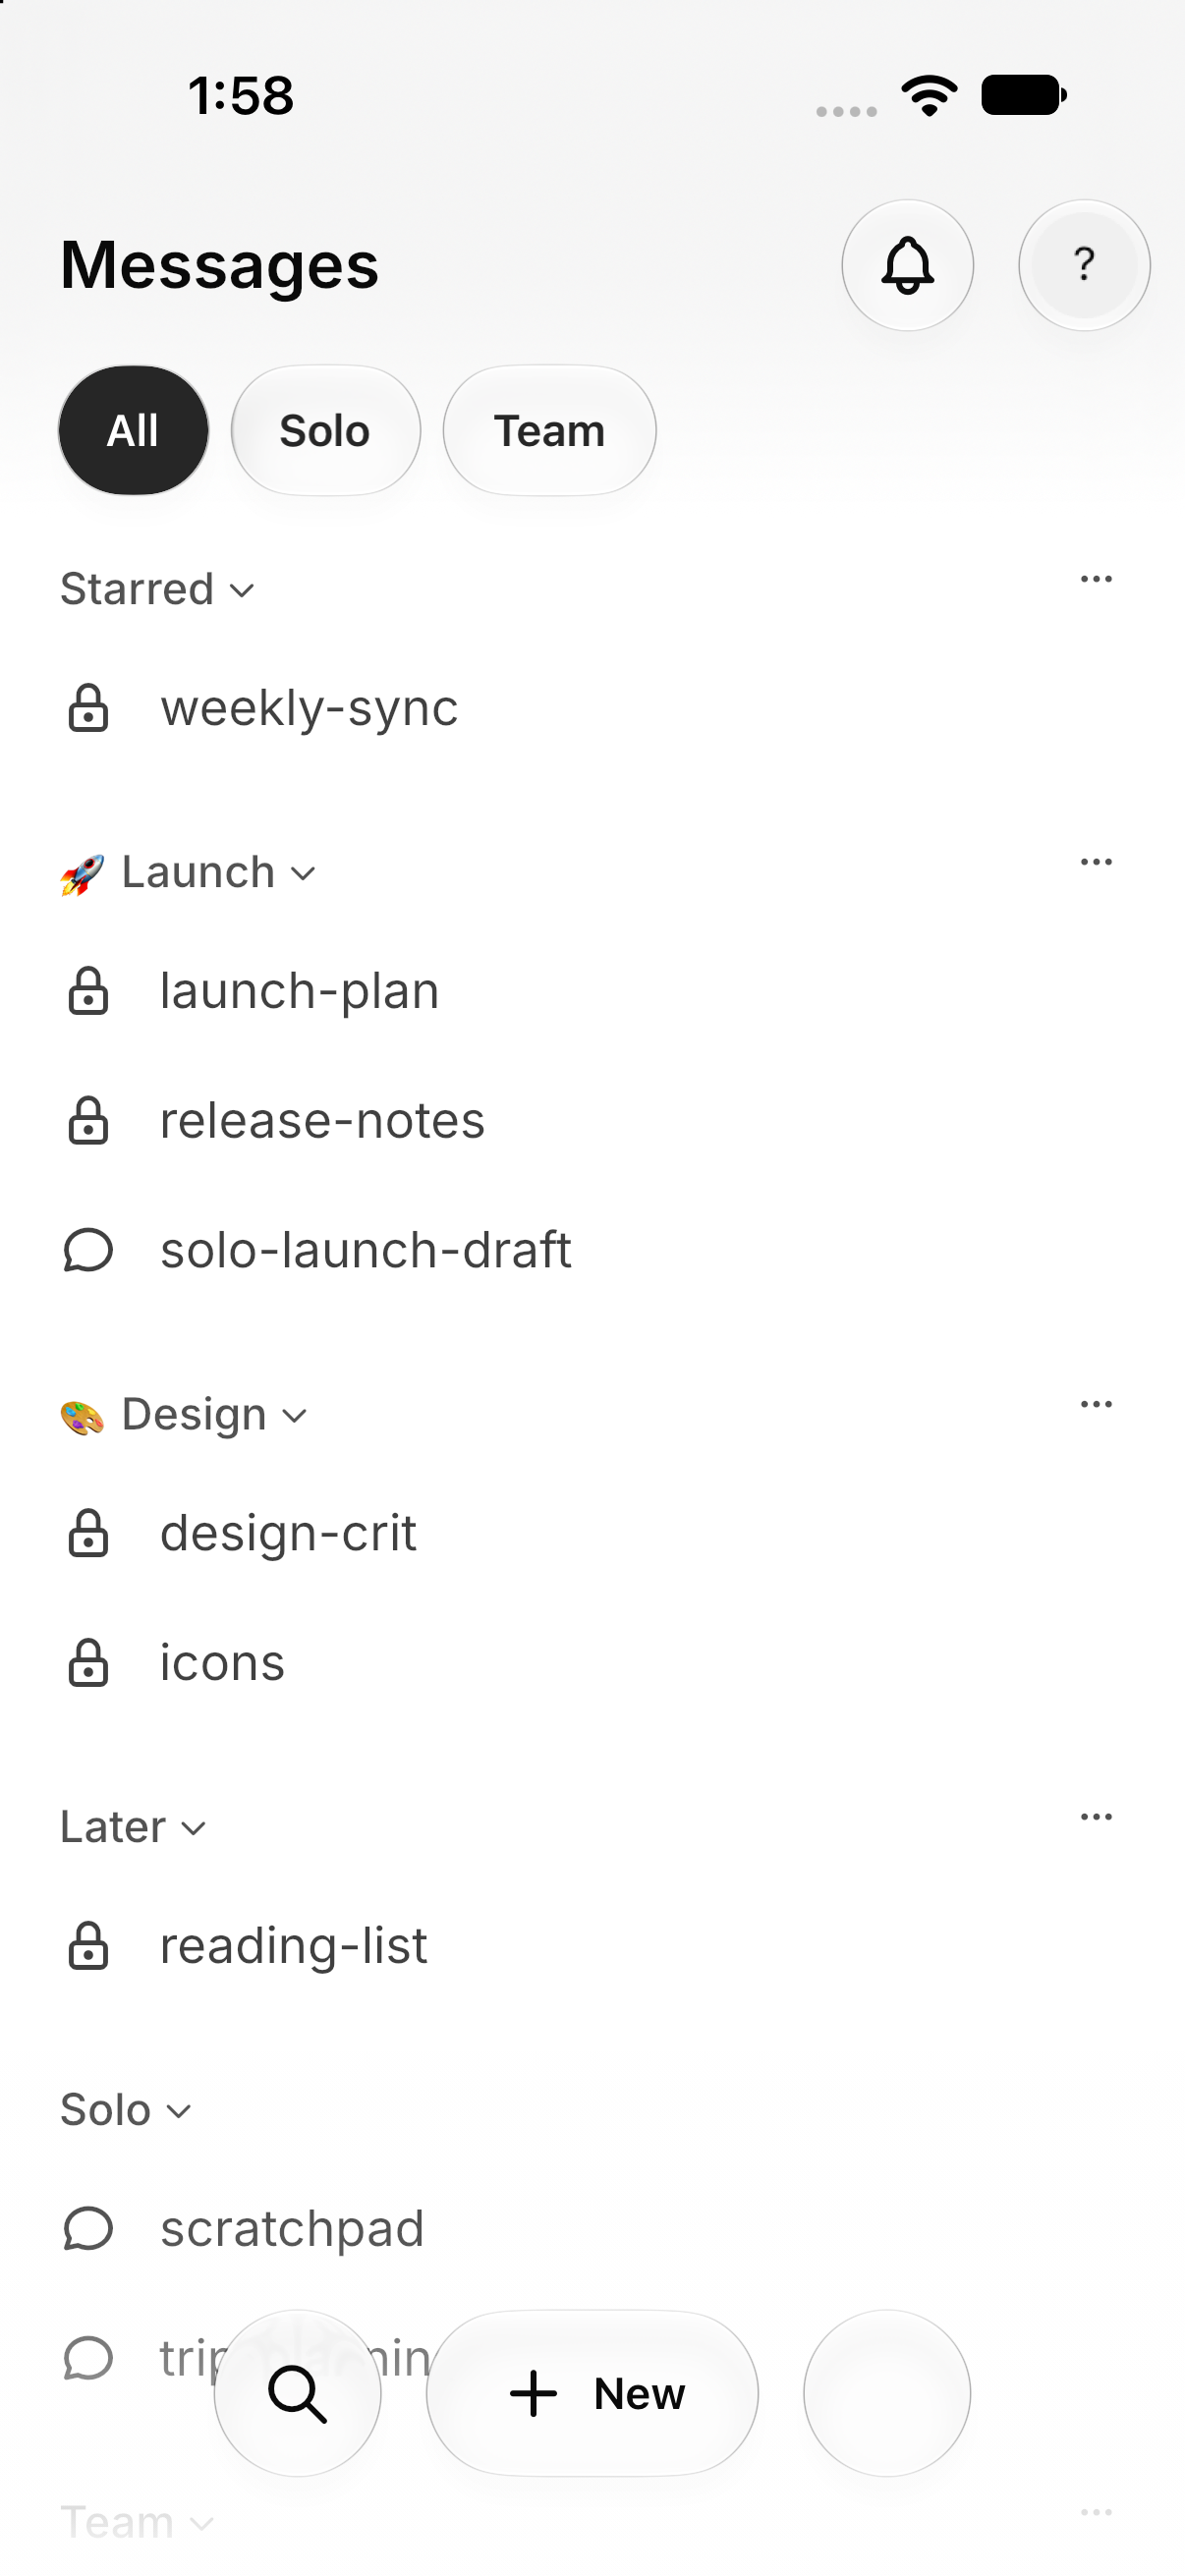 1:58
Messages
?
All
Solo
Team
Starred
weekly-sync
🚀 Launch
launch-plan
release-notes
solo-launch-draft
🎨 Design
design-crit
icons
Later
reading-list
Solo
scratchpad
New
Team